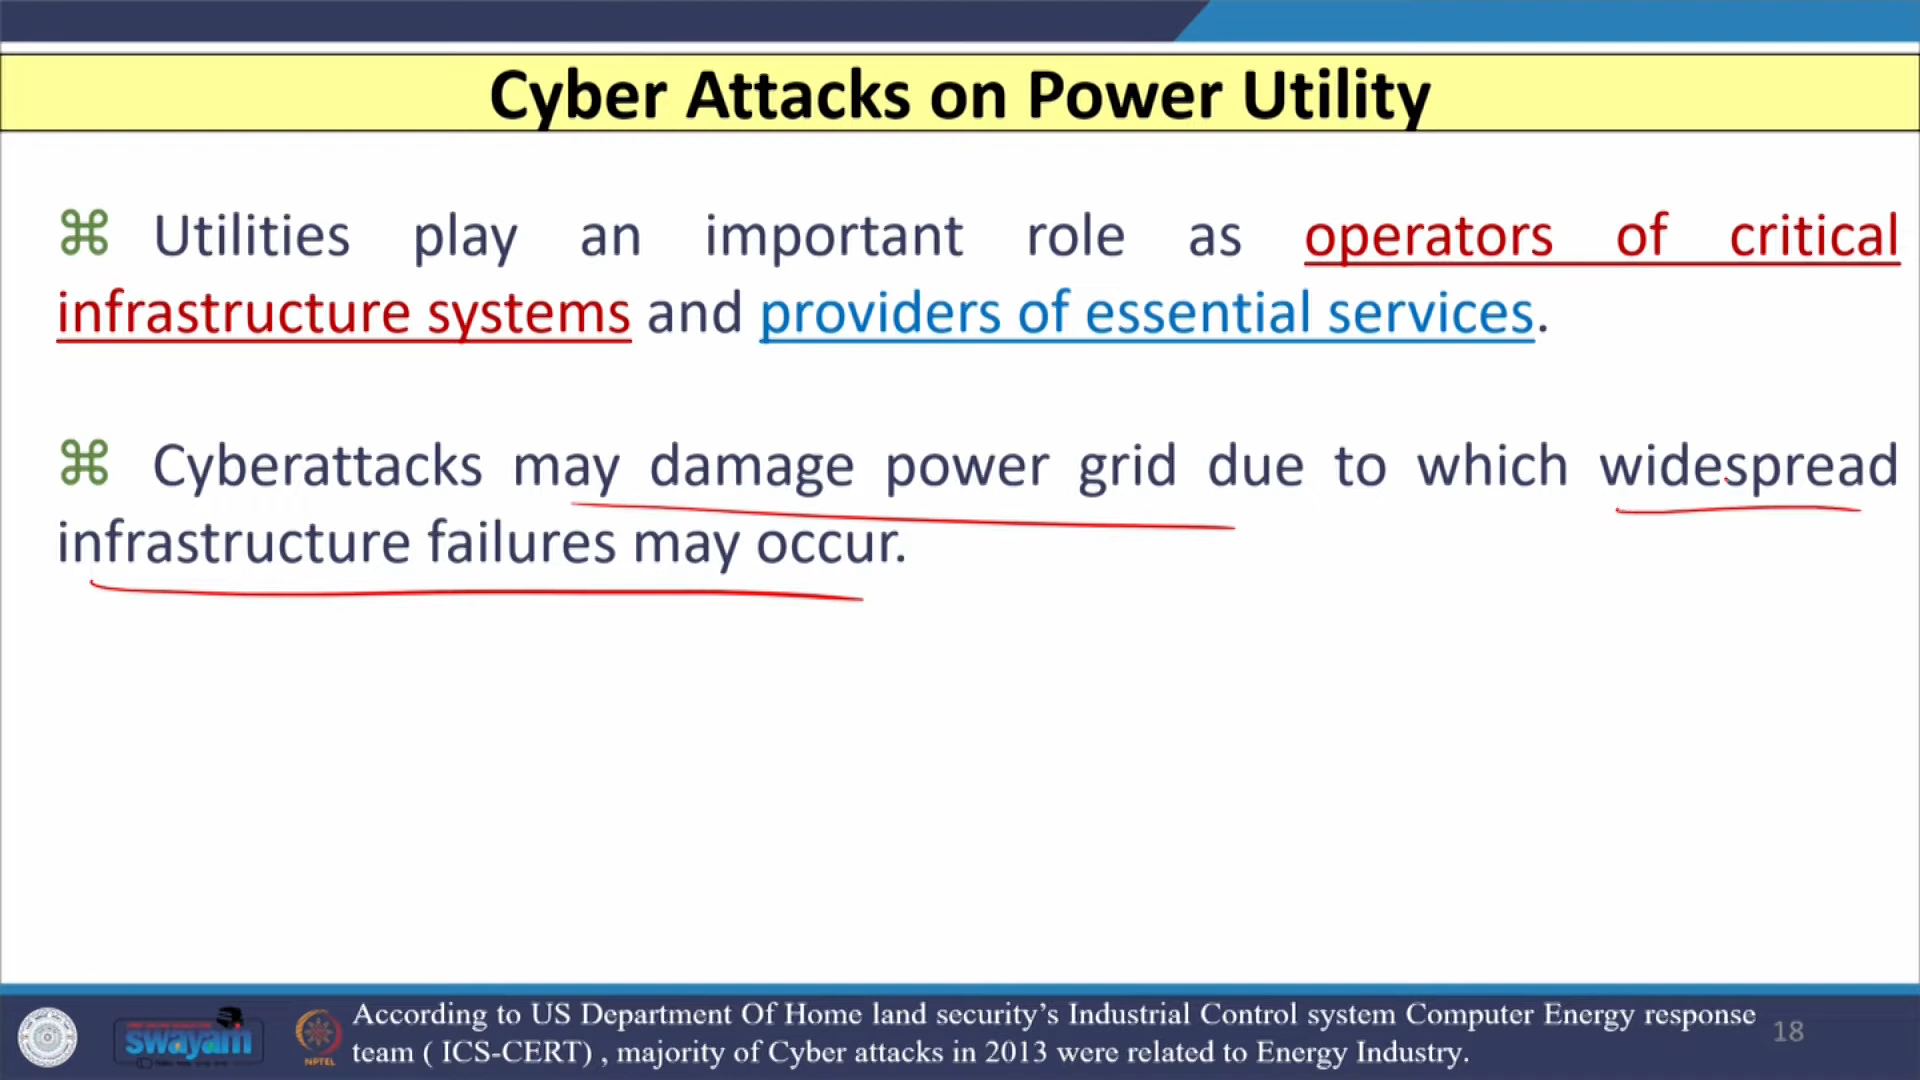 Cyber Attacks on Power Utility
⌘ Utilities play an important role as operators of critical
infrastructure systems and providers of essential services.
⌘ Cyberattacks may damage power grid due to which widespread
infrastructure failures may occur.
According to US Department Of Home land security's Industrial Control system Computer Energy response
team ( ICS-CERT) , majority of Cyber attacks in 2013 were related to Energy Industry.
18
swayam
NPTEL